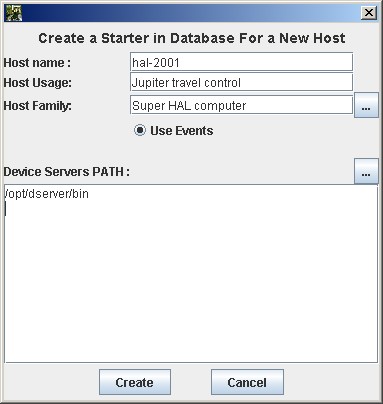 Create a Starter in Database For a New Host
Host name : hal-2001
Host Usage: Jupiter travel control
Host Family: Super HAL computer ...
Use Events
Device Servers PATH : ...
/opt/dserver/bin
Create Cancel